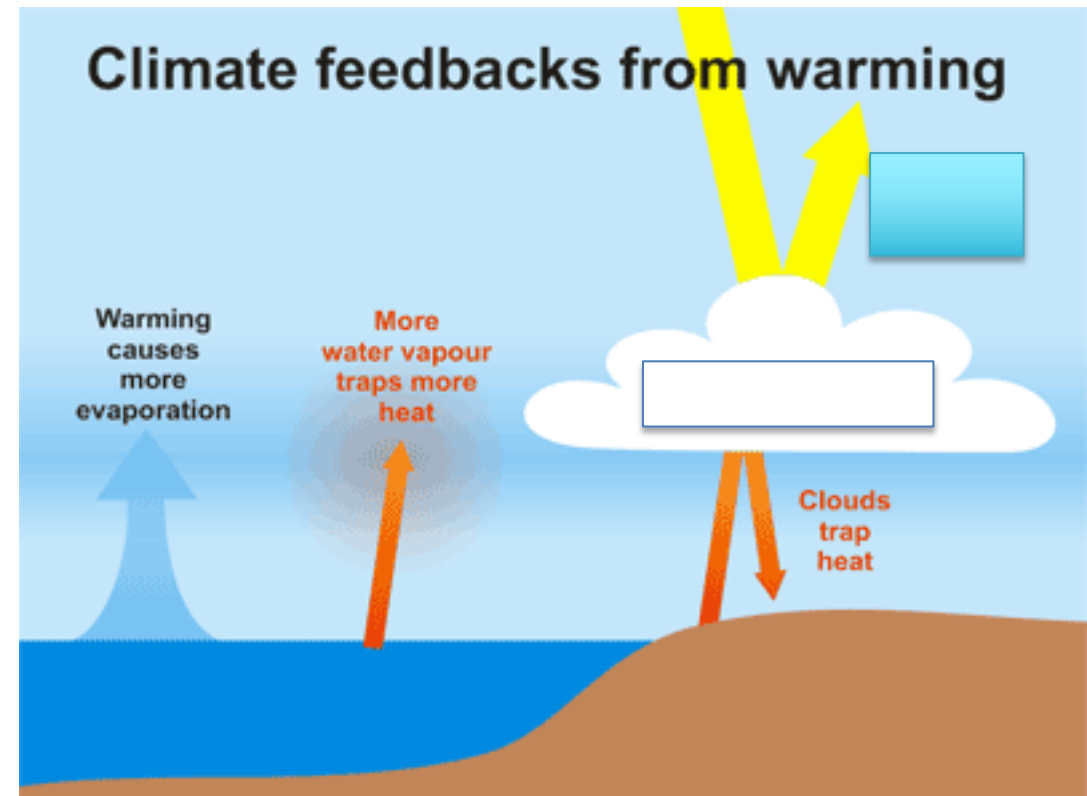 Climate feedbacks from warming
Warming
causes
more
evaporation
More
water vapour
traps more
heat
Clouds
trap
heat